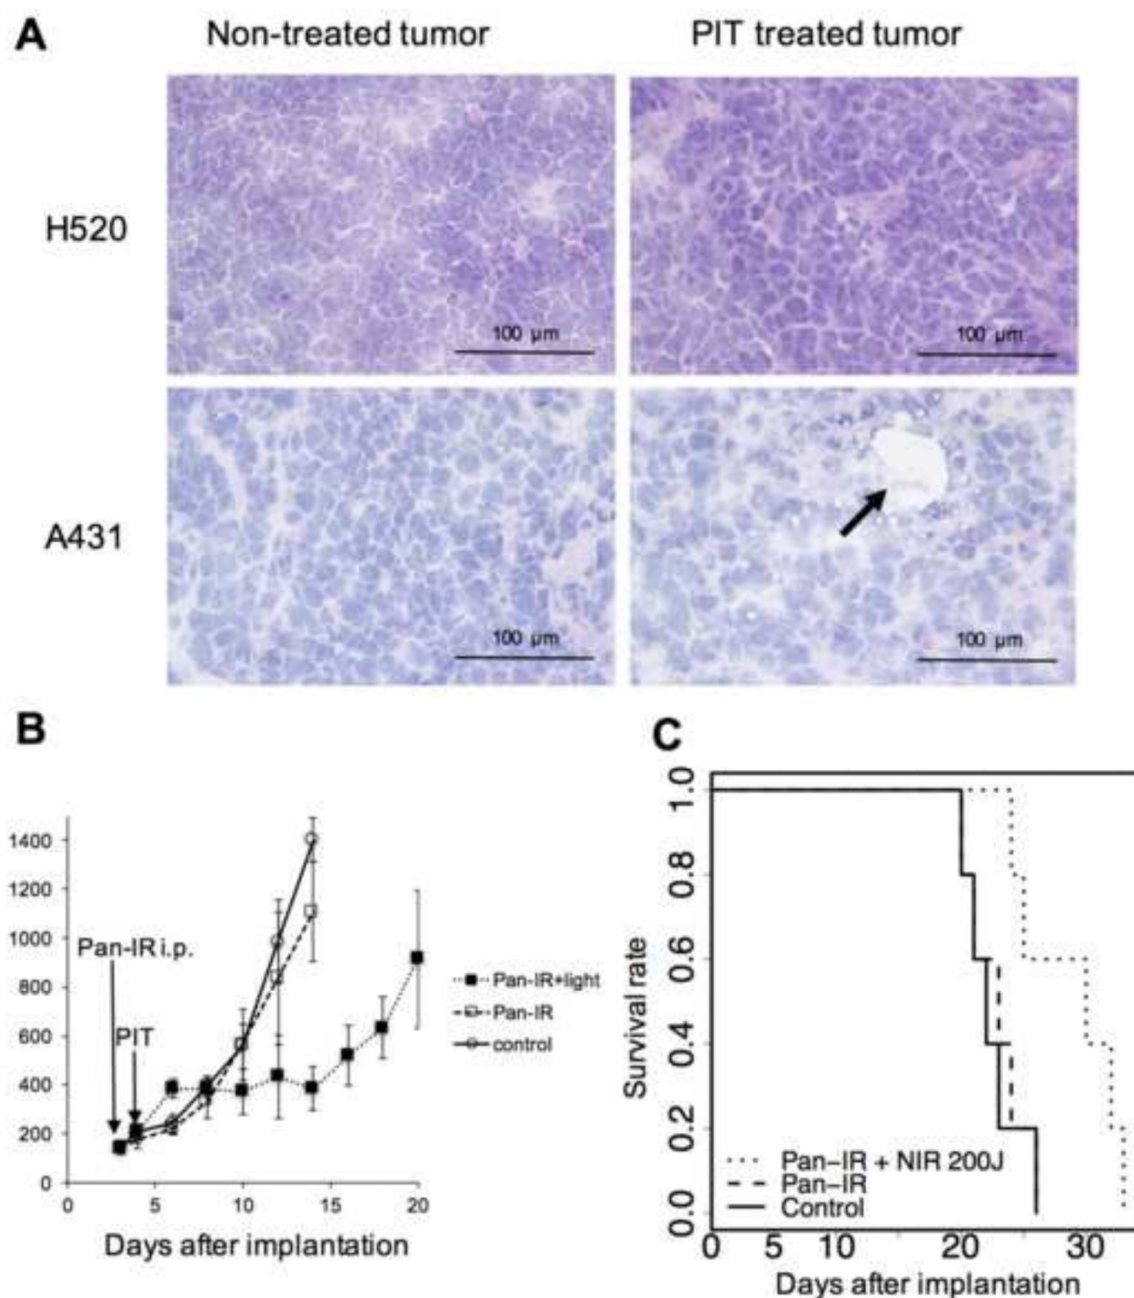 A
Non-treated tumor
PIT treated tumor
H520
100 µm
100 µm
A431
100 µm
100 µm
B
1400
1200
1000
800
600
400
200
0
Pan-IR i.p.
PIT
Pan-IR+light
Pan-IR
control
0 5 10 15 20
Days after implantation
C
Survival rate
1.0
0.8
0.6
0.4
0.2
0.0
Pan-IR + NIR 200J
Pan-IR
Control
0 5 10 20 30
Days after implantation